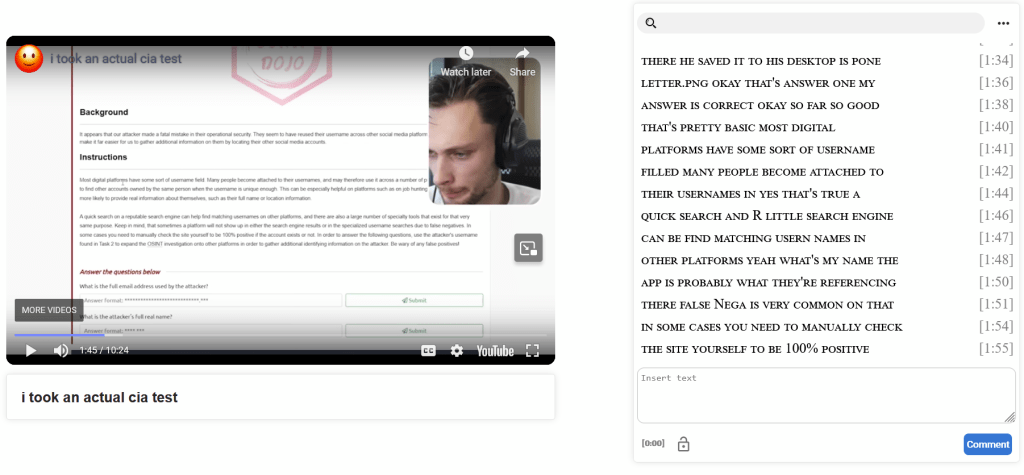 DOJO
i took an actual cia test
Watch later
Share
Background
It appears that our attacker made a fatal mistake in their operational security. They seem to have reused their username across other social media platform
make it far easier for us to gather additional information on them by locating their other social media accounts.
Instructions
Most digital platforms have some sort of username field. Many people become attached to their usernames, and may therefore use it across a number of p
to find other accounts owned by the same person when the username is unique enough. This can be especially helpful on platforms such as on job hunting
more likely to provide real information about themselves, such as their full name or location information.
A quick search on a reputable search engine can help find matching usernames on other platforms, and there are also a large number of specialty tools that exist for that very
same purpose. Keep in mind, that sometimes a platform will not show up in either the search engine results or in the specialized username searches due to false negatives. In
some cases you need to manually check the site yourself to be 100% positive if the account exists or not. In order to answer the following questions, use the attacker's username
found in Task 2 to expand the OSINT investigation onto other platforms in order to gather additional identifying information on the attacker. Be wary of any false positives!
Answer the questions below
What is the Full email address used by the attacker?
Answer format: ***************************.***
Submit
MORE VIDEOS
What is the attacker's full real name?
Answer format: **** ***
Submit
1:45 / 10:24
CC
YouTube
i took an actual cia test
THERE HE SAVED IT TO HIS DESKTOP IS PONE [1:34]
LETTER.PNG OKAY THAT'S ANSWER ONE MY [1:36]
ANSWER IS CORRECT OKAY SO FAR SO GOOD [1:38]
THAT'S PRETTY BASIC MOST DIGITAL [1:40]
PLATFORMS HAVE SOME SORT OF USERNAME [1:41]
FILLED MANY PEOPLE BECOME ATTACHED TO [1:42]
THEIR USERNAMES IN YES THAT'S TRUE A [1:44]
QUICK SEARCH AND R LITTLE SEARCH ENGINE [1:46]
CAN BE FIND MATCHING USERN NAMES IN [1:47]
OTHER PLATFORMS YEAH WHAT'S MY NAME THE [1:48]
APP IS PROBABLY WHAT THEY'RE REFERENCING [1:50]
THERE FALSE NEGA IS VERY COMMON ON THAT [1:51]
IN SOME CASES YOU NEED TO MANUALLY CHECK [1:54]
THE SITE YOURSELF TO BE 100% POSITIVE [1:55]
Insert text
[0:00]
Comment